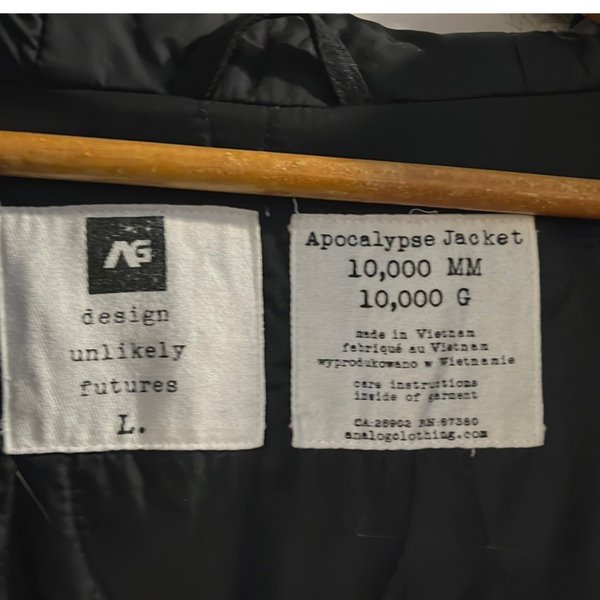 AG
design
unlikely
futures
L.
Apocalypse Jacket
10,000 MM
10,000 G
made in Vietnam
fabriqué au Vietnam
wyprodukowano w Wietnamie
care instructions
inside of garment
CA:28902 RN:87380
analogclothing.com